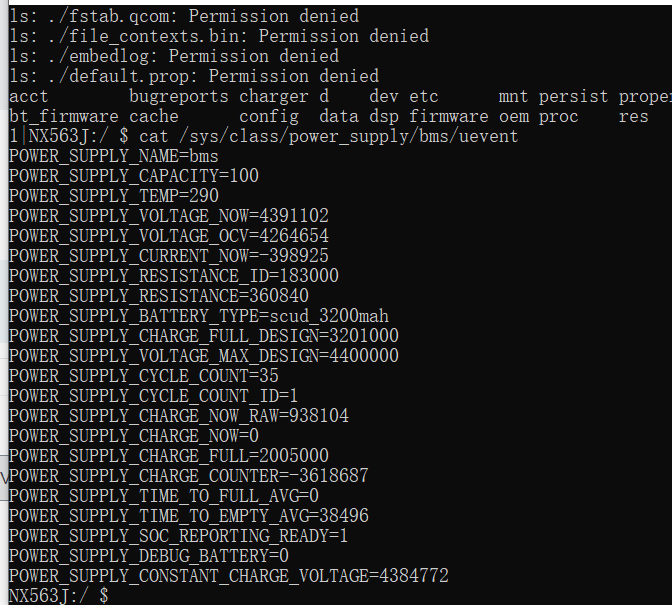 ls: ./fstab.qcom: Permission denied
ls: ./file_contexts.bin: Permission denied
ls: ./embedlog: Permission denied
ls: ./default.prop: Permission denied
acct bugreports charger d dev etc mnt persist prope
bt_firmware cache config data dsp firmware oem proc res
1|NX563J:/ $ cat /sys/class/power_supply/bms/uevent
POWER_SUPPLY_NAME=bms
POWER_SUPPLY_CAPACITY=100
POWER_SUPPLY_TEMP=290
POWER_SUPPLY_VOLTAGE_NOW=4391102
POWER_SUPPLY_VOLTAGE_OCV=4264654
POWER_SUPPLY_CURRENT_NOW=-398925
POWER_SUPPLY_RESISTANCE_ID=183000
POWER_SUPPLY_RESISTANCE=360840
POWER_SUPPLY_BATTERY_TYPE=scud_3200mah
POWER_SUPPLY_CHARGE_FULL_DESIGN=3201000
POWER_SUPPLY_VOLTAGE_MAX_DESIGN=4400000
POWER_SUPPLY_CYCLE_COUNT=35
POWER_SUPPLY_CYCLE_COUNT_ID=1
POWER_SUPPLY_CHARGE_NOW_RAW=938104
POWER_SUPPLY_CHARGE_NOW=0
POWER_SUPPLY_CHARGE_FULL=2005000
POWER_SUPPLY_CHARGE_COUNTER=-3618687
POWER_SUPPLY_TIME_TO_FULL_AVG=0
POWER_SUPPLY_TIME_TO_EMPTY_AVG=38496
POWER_SUPPLY_SOC_REPORTING_READY=1
POWER_SUPPLY_DEBUG_BATTERY=0
POWER_SUPPLY_CONSTANT_CHARGE_VOLTAGE=4384772
NX563J:/ $